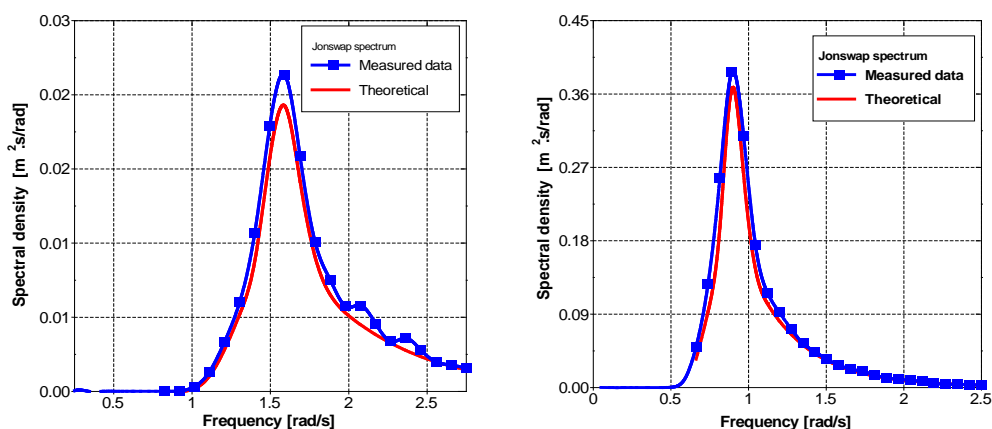 0.03
0.02
0.02
0.01
0.01
0.00
Spectral density [m ².s/rad]
Jonswap spectrum
Measured data
Theoretical
0.5 1 1.5 2 2.5
Frequency [rad/s]
0.45
0.36
0.27
0.18
0.09
0.00
Spectral density [m ².s/rad]
Jonswap spectrum
Measured data
Theoretical
0 0.5 1 1.5 2 2.5
Frequency [rad/s]